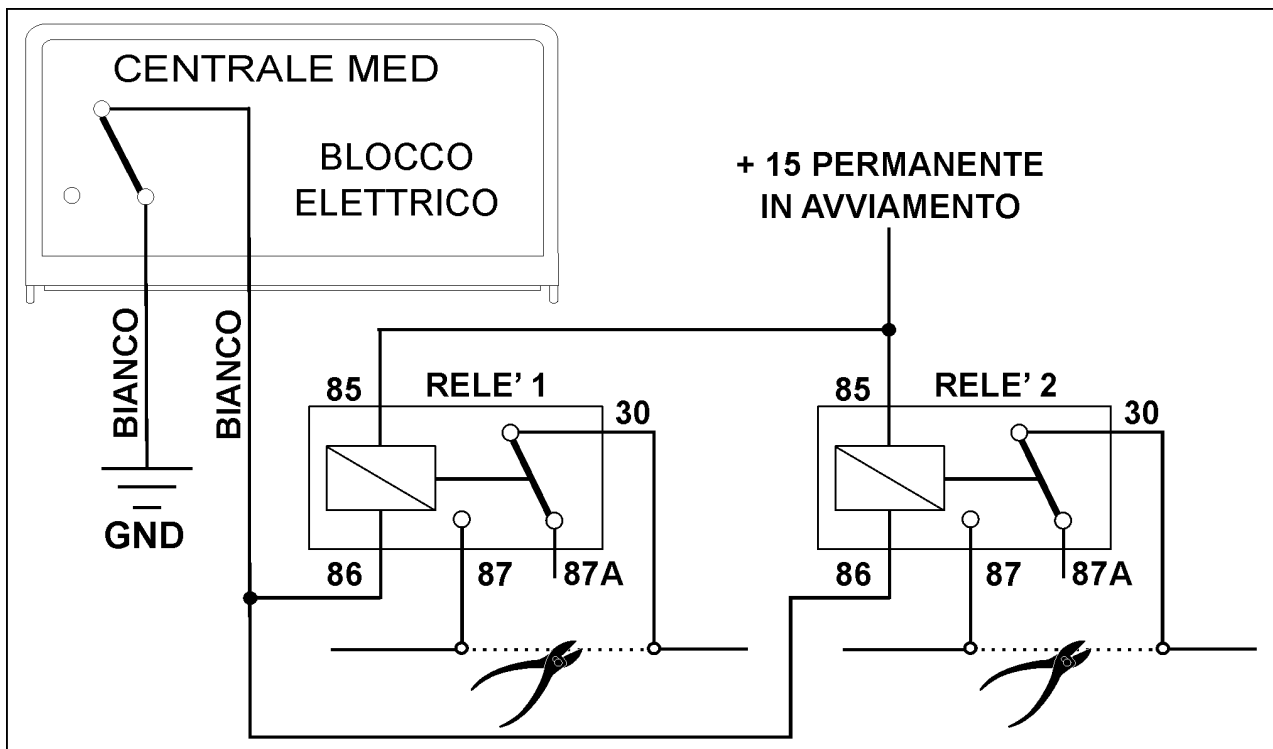 CENTRALE MED
BLOCCO
ELETTRICO
+ 15 PERMANENTE
IN AVVIAMENTO
BIANCO
BIANCO
GND
85
RELE' 1
30
86
87
87A
85
RELE' 2
30
86
87
87A